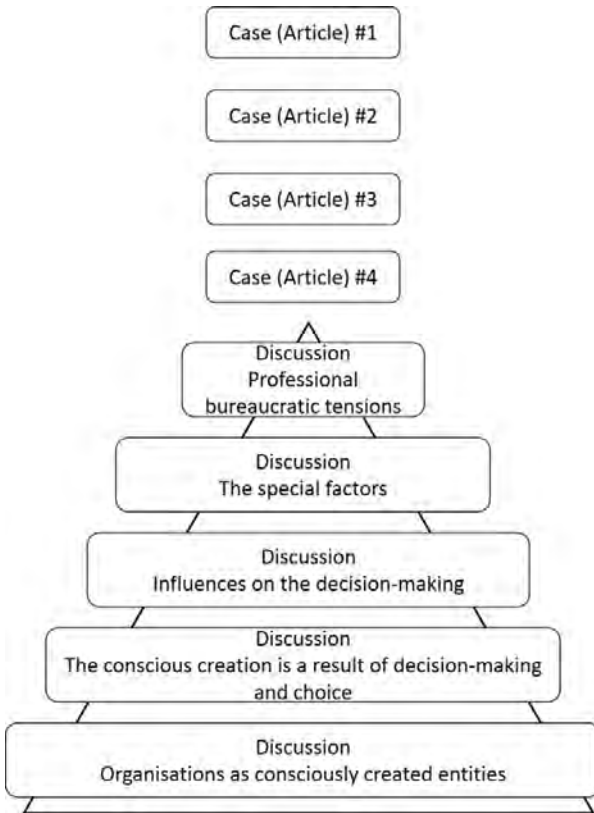 Case (Article) #1
Case (Article) #2
Case (Article) #3
Case (Article) #4
Discussion
Professional
bureaucratic tensions
Discussion
The special factors
Discussion
Influences on the decision-making
Discussion
The conscious creation is a result of decision-making
and choice
Discussion
Organisations as consciously created entities